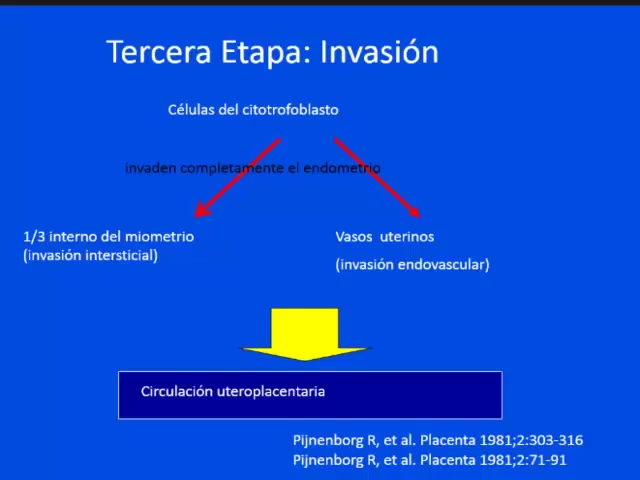 Tercera Etapa: Invasión
Células del citotrofoblasto
invaden completamente el endometrio
1/3 interno del miometrio
(invasión intersticial)
Vasos uterinos
(invasión endovascular)
Circulación uteroplacentaria
Pijnenborg R, et al. Placenta 1981;2:303-316
Pijnenborg R, et al. Placenta 1981;2:71-91